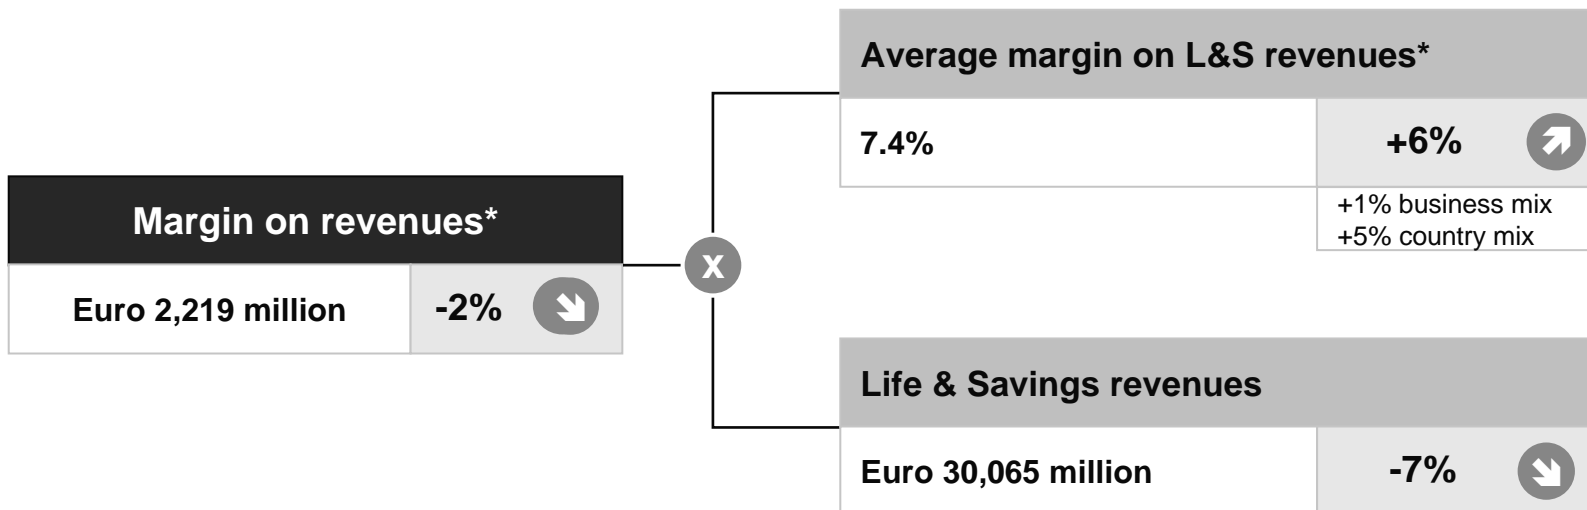 Margin on revenues*
Euro 2,219 million -2%
x
Average margin on L&S revenues*
7.4% +6%
+1% business mix
+5% country mix
Life & Savings revenues
Euro 30,065 million -7%